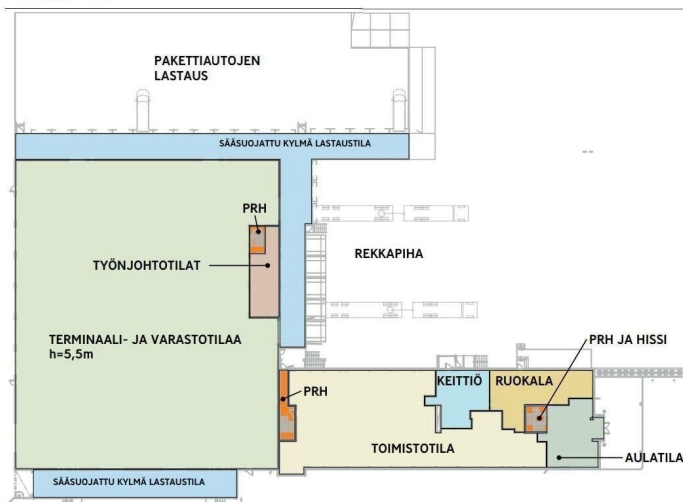 PAKETTIAUTOJEN
LASTAUS
SÄÄSUOJATTU KYLMÄ LASTAUSTILA
PRH
TYÖNJOHTOTILAT
REKKAPIHA
TERMINAALI- JA VARASTOTILAA
h=5,5m
PRH JA HISSI
PRH
KEITTIÖ
RUOKALA
TOIMISTOTILA
AULATILA
SÄÄSUOJATTU KYLMÄ LASTAUSTILA